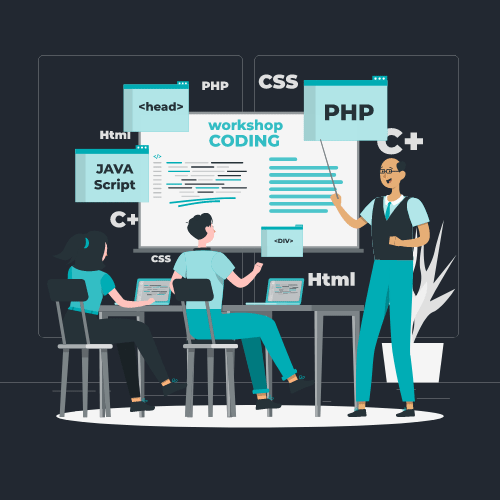 PHP
CSS
<head>
PHP
workshop
CODING
Html
C+
JAVA
Script
</>
C+
<DIV>
CSS
Html